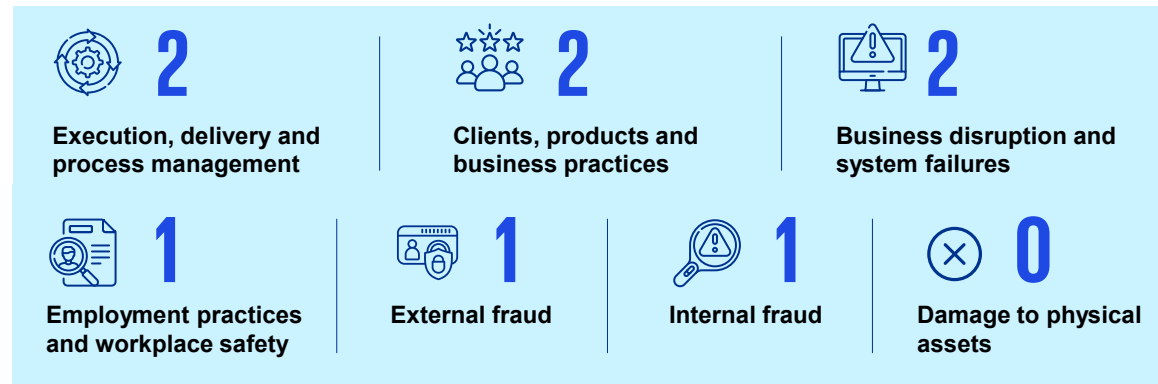 2
Execution, delivery and
process management
2
Clients, products and
business practices
2
Business disruption and
system failures
1
Employment practices
and workplace safety
1
External fraud
1
Internal fraud
0
Damage to physical
assets